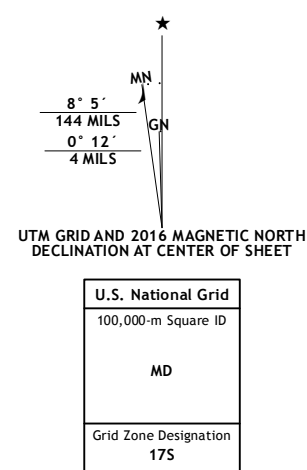 ★
MN
8° 5´
144 MILS
GN
0° 12´
4 MILS
UTM GRID AND 2016 MAGNETIC NORTH
DECLINATION AT CENTER OF SHEET
U.S. National Grid
100,000-m Square ID
MD
Grid Zone Designation
17S